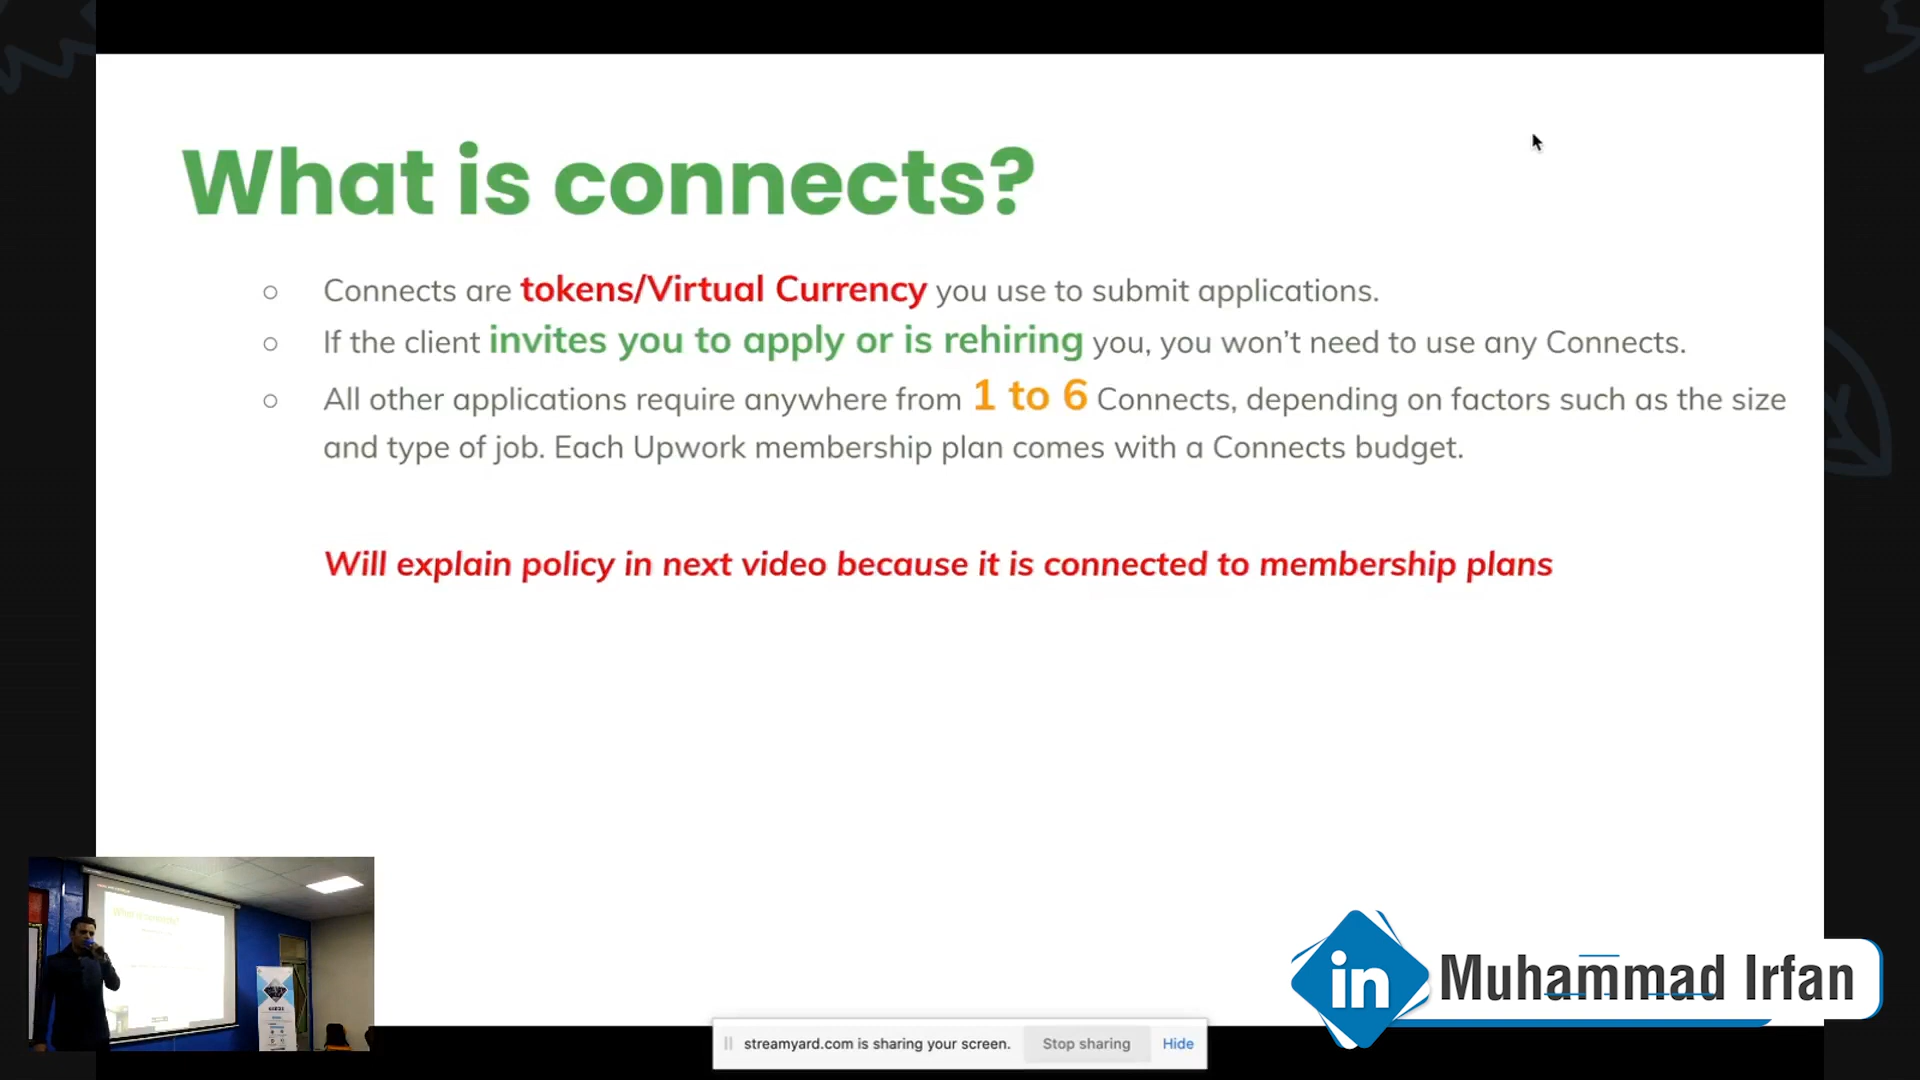 What is connects?
○ Connects are tokens/Virtual Currency you use to submit applications.
○ If the client invites you to apply or is rehiring you, you won’t need to use any Connects.
○ All other applications require anywhere from 1 to 6 Connects, depending on factors such as the size
and type of job. Each Upwork membership plan comes with a Connects budget.
Will explain policy in next video because it is connected to membership plans
What is connects?
in Muhammad Irfan
streamyard.com is sharing your screen. Stop sharing Hide